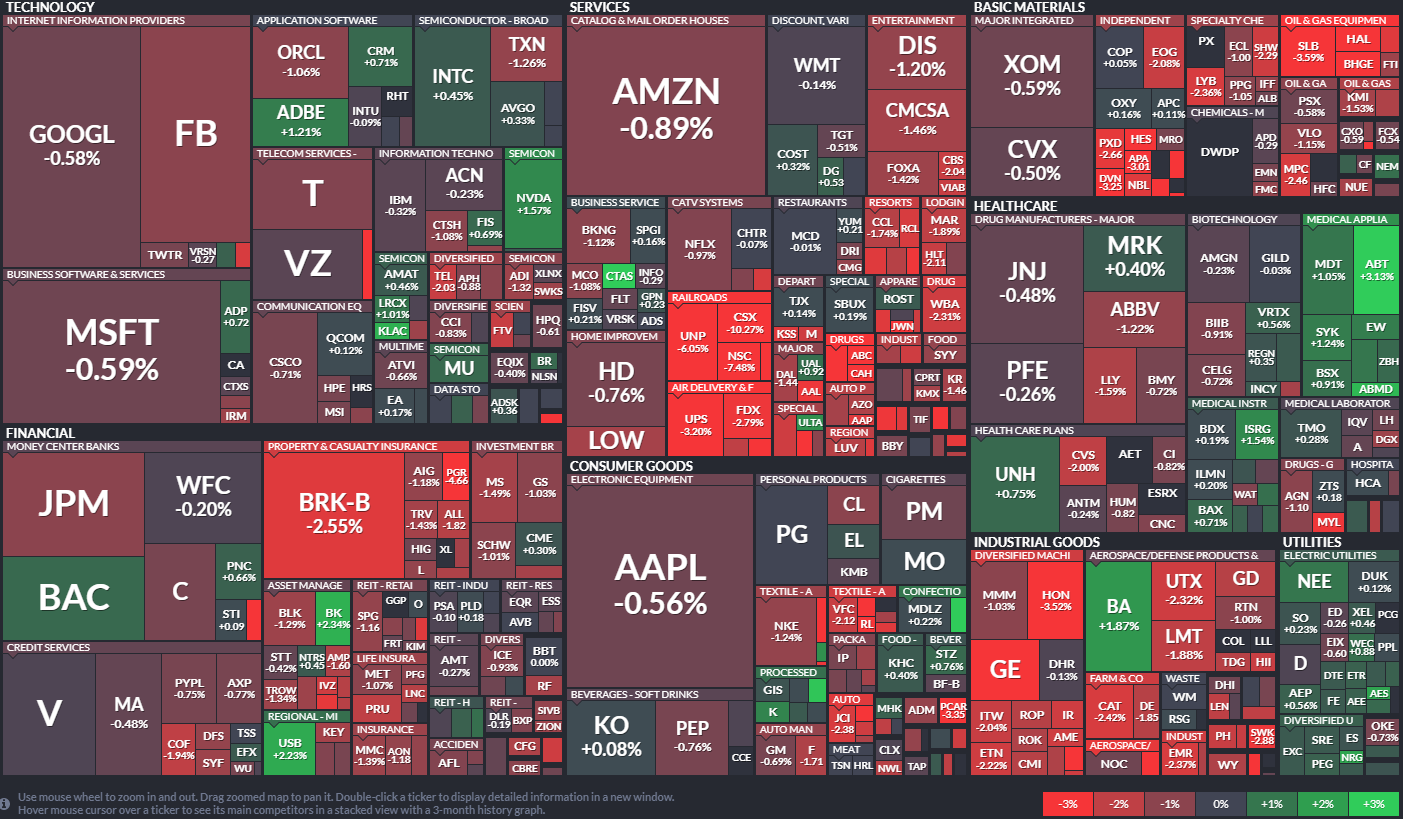 TECHNOLOGY
INTERNET INFORMATION PROVIDERS
GOOGL
-0.58%
FB
TWTR
VRSN
-0.27
APPLICATION SOFTWARE
ORCL
-1.06%
CRM
+0.71%
ADBE
+1.21%
INTU
-0.09%
RHT
SEMICONDUCTOR - BROAD
INTC
+0.45%
TXN
-1.26%
AVGO
+0.33%
TELECOM SERVICES -
T
VZ
INFORMATION TECHNO
IBM
-0.32%
ACN
-0.23%
CTSH
-1.08%
FIS
+0.69%
SEMICON
NVDA
+1.57%
BUSINESS SOFTWARE & SERVICES
MSFT
-0.59%
ADP
+0.72
CA
CTXS
IRM
COMMUNICATION EQ
CSCO
-0.71%
QCOM
+0.12%
HPE
HRS
MSI
SEMICON
AMAT
+0.46%
LRCX
+1.01%
KLAC
DIVERSIFIED
TEL
-2.03
APH
-0.88
SEMICON
ADI
-1.32
XLNX
SWKS
DIVERSIFIE
CCI
-0.83%
SCIEN
FTV
HPQ
-0.61
MULTIME
ATVI
-0.66%
EA
+0.17%
SEMICON
MU
EQIX
-0.40%
BR
NLSN
DATA STO
ADSK
+0.36
SERVICES
CATALOG & MAIL ORDER HOUSES
AMZN
-0.89%
DISCOUNT, VARI
WMT
-0.14%
COST
+0.32%
TGT
-0.51%
DG
+0.53
ENTERTAINMENT
DIS
-1.20%
CMCSA
-1.46%
FOXA
-1.42%
CBS
-2.04
VIAB
BUSINESS SERVICE
BKNG
-1.12%
SPGI
+0.16%
MCO
-1.08%
CTAS
INFO
-0.29
FISV
+0.21%
FLT
GPN
+0.23
VRSK
ADS
CATV SYSTEMS
NFLX
-0.97%
CHTR
-0.07%
RESTAURANTS
MCD
-0.01%
YUM
+0.21
DRI
CMG
RESORTS
CCL
-1.74%
RCL
LODGIN
MAR
-1.89%
HLT
-2.11
RAILROADS
UNP
-6.05%
CSX
-10.27%
NSC
-7.48%
DEPART
TJX
+0.14%
KSS
M
SPECIAL
SBUX
+0.19%
APPARE
ROST
JWN
DRUG
WBA
-2.31%
HOME IMPROVEM
HD
-0.76%
LOW
AIR DELIVERY & F
UPS
-3.20%
FDX
-2.79%
MAJOR
DAL
-1.44
UAL
+0.92
AAL
DRUGS
ABC
CAH
INDUST
FOOD
SYY
CPRT
KMX
KR
-1.46
SPECIAL
ULTA
AUTO P
AZO
AAP
REGION
LUV
TIF
BBY
BASIC MATERIALS
MAJOR INTEGRATED
XOM
-0.59%
CVX
-0.50%
INDEPENDENT
COP
+0.05%
EOG
-2.08%
OXY
+0.16%
APC
+0.11%
PXD
-2.66
HES
MRO
APA
-3.01
DVN
-3.25
NBL
SPECIALTY CHE
PX
ECL
-1.00
SHW
-2.29
LYB
-2.36%
PPG
-1.05
IFF
ALB
OIL & GAS EQUIPMEN
SLB
-3.59%
HAL
BHGE
FTI
CHEMICALS - M
DWDP
APD
-0.29
EMN
FMC
OIL & GA
PSX
-0.58%
VLO
-1.15%
MPC
-2.46
HFC
OIL & GAS
KMI
-1.53%
CXO
-0.59
FCX
-0.54
CF
NEM
NUE
HEALTHCARE
DRUG MANUFACTURERS - MAJOR
JNJ
-0.48%
PFE
-0.26%
MRK
+0.40%
ABBV
-1.22%
LLY
-1.59%
BMY
-0.72%
BIOTECHNOLOGY
AMGN
-0.23%
GILD
-0.03%
BIIB
-0.91%
VRTX
+0.56%
CELG
-0.72%
REGN
+0.35
INCY
MEDICAL APPLIA
MDT
+1.05%
ABT
+3.13%
SYK
+1.24%
EW
BSX
+0.91%
ZBH
ABMD
HEALTH CARE PLANS
UNH
+0.75%
CVS
-2.00%
AET
CI
-0.82%
ANTM
-0.24%
HUM
-0.82
ESRX
CNC
MEDICAL INSTR
BDX
+0.19%
ISRG
+1.54%
ILMN
+0.20%
WAT
BAX
+0.71%
MEDICAL LABORATOR
TMO
+0.28%
IQV
LH
A
DGX
DRUGS - G
AGN
-1.10
ZTS
+0.18
MYL
HOSPITA
HCA
FINANCIAL
MONEY CENTER BANKS
JPM
WFC
-0.20%
BAC
C
PNC
+0.66%
STI
+0.09
PROPERTY & CASUALTY INSURANCE
BRK-B
-2.55%
AIG
-1.18%
PGR
-4.66
TRV
-1.43%
ALL
-1.82
HIG
XL
L
INVESTMENT BR
MS
-1.49%
GS
-1.03%
SCHW
-1.01%
CME
+0.30%
CREDIT SERVICES
V
MA
-0.48%
PYPL
-0.75%
AXP
-0.77%
COF
-1.94%
DFS
SYF
TSS
EFX
WU
ASSET MANAGE
BLK
-1.29%
BK
+2.34%
STT
-0.42%
NTRS
+0.45
AMP
-1.60
TROW
-1.34%
IVZ
REIT - RETAI
SPG
-1.16
GGP
O
FRT
KIM
REIT - INDU
PSA
-0.10
PLD
+0.18
REIT - RES
EQR
ESS
AVB
LIFE INSURA
MET
-1.07%
PFG
LNC
PRU
REIT -
AMT
-0.27%
DIVERS
ICE
-0.93%
BBT
0.00%
RF
REGIONAL - MI
USB
+2.23%
KEY
INSURANCE
MMC
-1.39%
AON
-1.18
REIT - H
REIT -
DLR
-0.19
BXP
SIVB
ZION
ACCIDEN
AFL
CFG
CBRE
CONSUMER GOODS
ELECTRONIC EQUIPMENT
AAPL
-0.56%
PERSONAL PRODUCTS
PG
CL
EL
KMB
CIGARETTES
PM
MO
BEVERAGES - SOFT DRINKS
KO
+0.08%
PEP
-0.76%
CCE
TEXTILE - A
NKE
-1.24%
TEXTILE - A
VFC
-2.12
RL
CONFECTIO
MDLZ
+0.22%
PACKA
IP
FOOD -
KHC
+0.40%
BEVER
STZ
+0.76%
BF-B
PROCESSED
GIS
K
AUTO
JCI
-2.38
MHK
ADM
PCAR
-3.35
AUTO MAN
GM
-0.69%
F
-1.71
MEAT
TSN
HRL
CLX
NWL
TAP
INDUSTRIAL GOODS
DIVERSIFIED MACHI
MMM
-1.03%
HON
-3.52%
GE
DHR
-0.13%
ITW
-2.04%
ROP
IR
ROK
AME
ETN
-2.22%
CMI
AEROSPACE/DEFENSE PRODUCTS &
BA
+1.87%
UTX
-2.32%
GD
LMT
-1.88%
RTN
-1.00%
COL
LLL
TDG
HII
FARM & CO
CAT
-2.42%
DE
-1.85
WASTE
WM
RSG
DHI
LEN
AEROSPACE/
NOC
INDUST
EMR
-2.37%
PH
SWK
-2.88
WY
UTILITIES
ELECTRIC UTILITIES
NEE
DUK
+0.12%
SO
+0.23%
ED
-0.26
XEL
+0.46
PCG
D
EIX
-0.60
WEC
+0.88
PPL
DTE
ETR
AEP
+0.56%
FE
AEE
AES
DIVERSIFIED U
EXC
SRE
ES
PEG
NRG
OKE
-0.73%
Use mouse wheel to zoom in and out. Drag zoomed map to pan it. Double-click a ticker to display detailed information in a new window.
Hover mouse cursor over a ticker to see its main competitors in a stacked view with a 3-month history graph.
-3%
-2%
-1%
0%
+1%
+2%
+3%